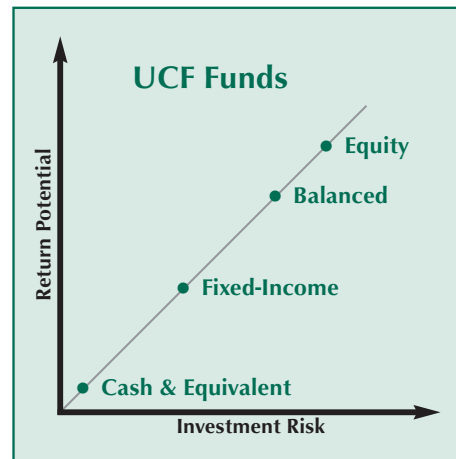 UCF Funds
Equity
Balanced
Fixed-Income
Cash & Equivalent
Return Potential
Investment Risk